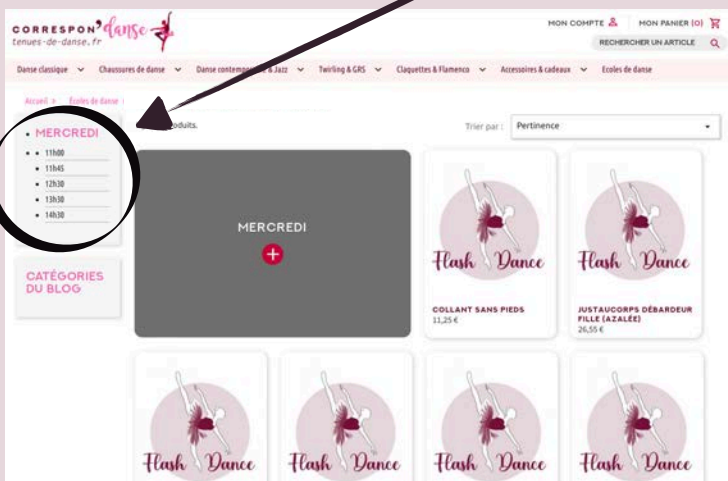 CORRESPON'danse
tenues-de-danse.fr
MON COMPTE
MON PANIER (0)
RECHERCHER UN ARTICLE
Danse classique
Chaussures de danse
Danse contemporaine & Jazz
Twirling & GRS
Claquettes & Flamenco
Accessoires & cadeaux
Ecoles de danse
Accueil >
Ecoles de danse
MERCREDI
11h00
11h45
12h30
13h30
14h30
CATÉGORIES
DU BLOG
Trier par :
Pertinence
MERCREDI
Flash Dance
COLLANT SANS PIEDS
11,25 €
Flash Dance
JUSTAUCORPS DÉBARDEUR
FILLE (AZALÉE)
26,55 €
Flash Dance
Flash Dance
Flash Dance
Flash Dance